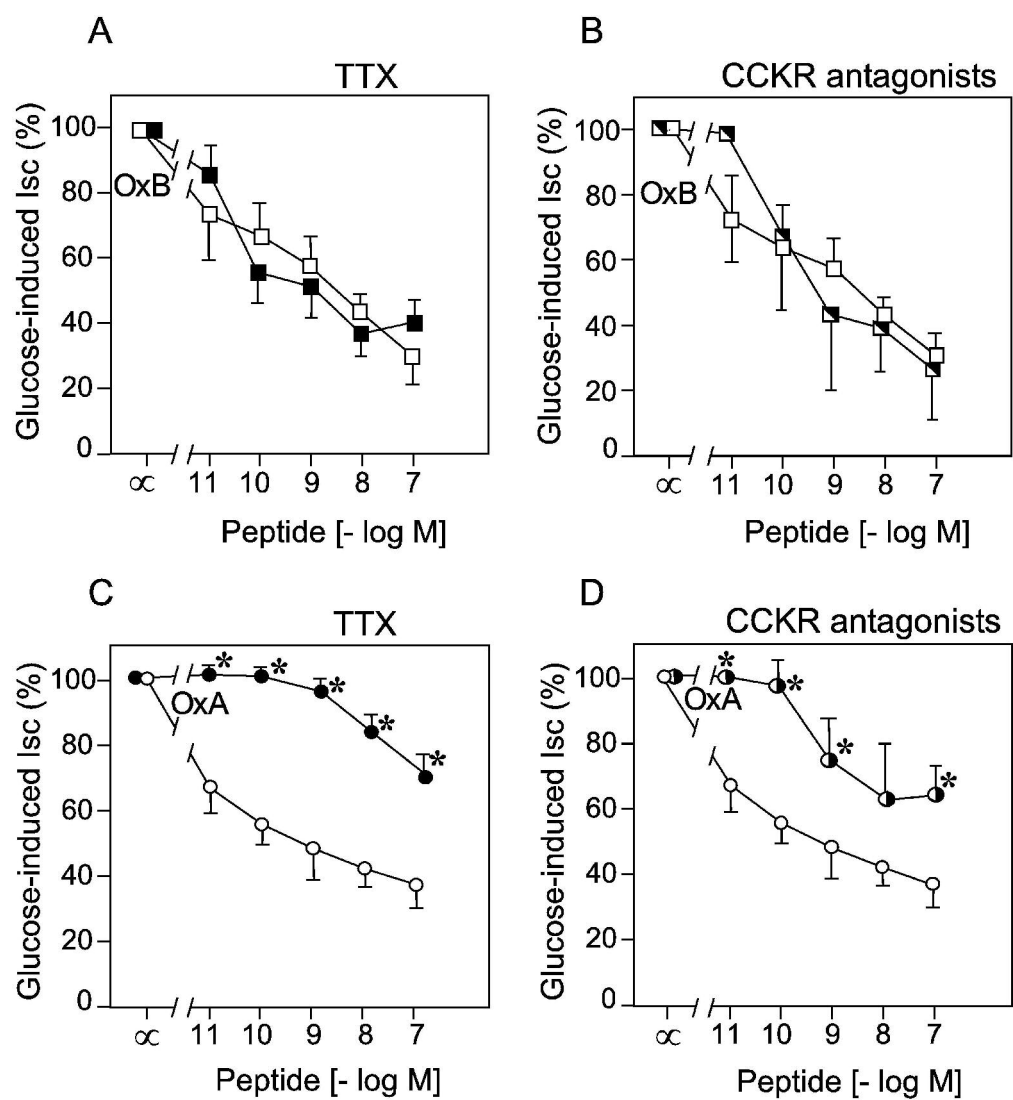 A
TTX
Glucose-induced Isc (%)
100
80
60
40
20
0
OxB
∝ 11 10 9 8 7
Peptide [- log M]
B
CCKR antagonists
Glucose-induced Isc (%)
100
80
60
40
20
0
OxB
∝ 11 10 9 8 7
Peptide [- log M]
C
TTX
Glucose-induced Isc (%)
100
80
60
40
20
0
OxA
* * * * *
∝ 11 10 9 8 7
Peptide [- log M]
D
CCKR antagonists
Glucose-induced Isc (%)
100
80
60
40
20
0
OxA
* * * *
∝ 11 10 9 8 7
Peptide [- log M]